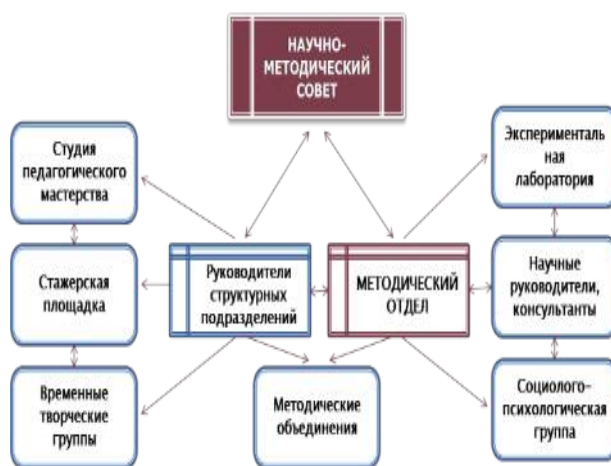 НАУЧНО-
МЕТОДИЧЕСКИЙ
СОВЕТ
Студия
педагогического
мастерства
Эксперименталь
ная
лаборатория
Стажерская
площадка
Руководители
структурных
подразделений
МЕТОДИЧЕСКИЙ
ОТДЕЛ
Научные
руководители,
консультанты
Временные
творческие
группы
Методические
объединения
Социолого-
психологическая
группа